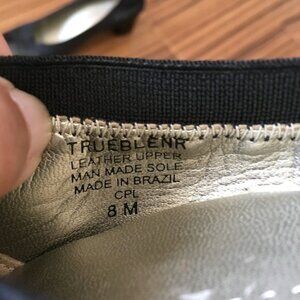 TRUEBLENR
LEATHER UPPER
MAN MADE SOLE
MADE IN BRAZIL
CPL
8 M